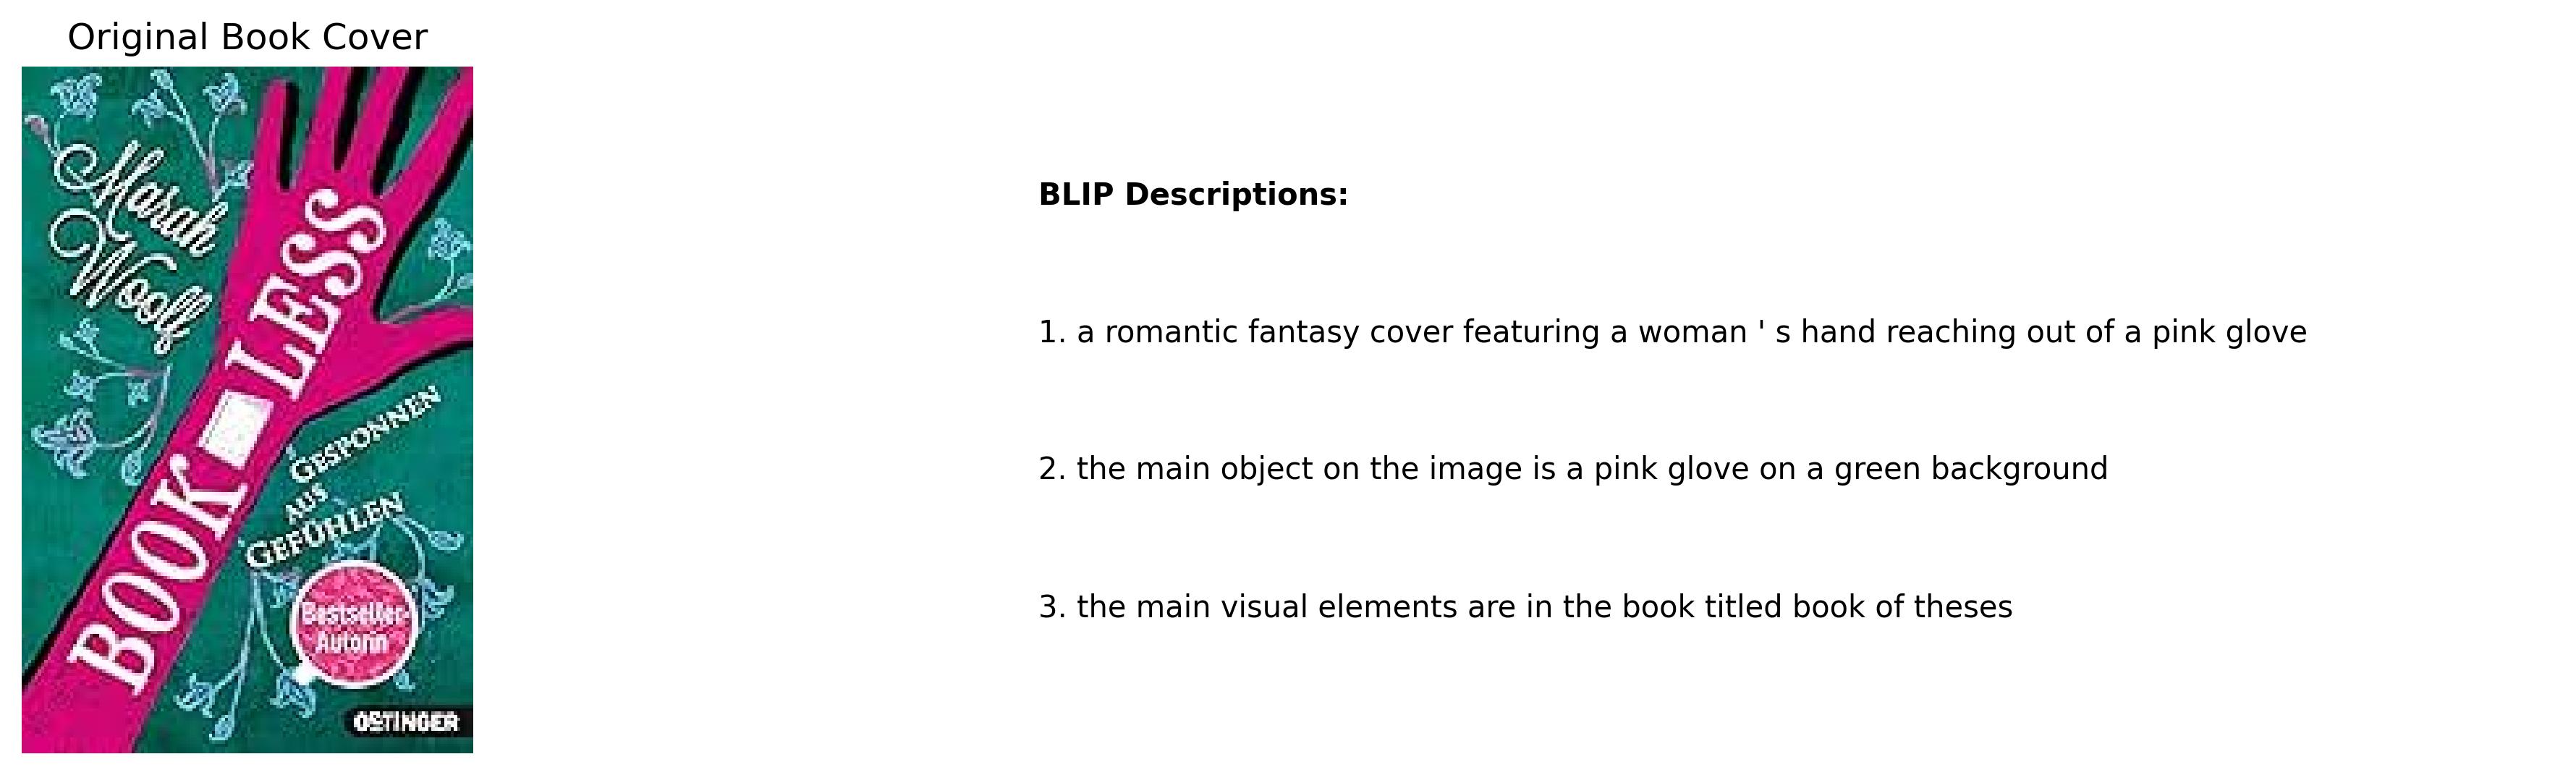 Original Book Cover
Marah
Woolf
BOOK LESS
GESPONNEN
AUS
GEFÜHLEN
Bestseller-
Autorin
OETINGER
BLIP Descriptions:
1. a romantic fantasy cover featuring a woman ' s hand reaching out of a pink glove
2. the main object on the image is a pink glove on a green background
3. the main visual elements are in the book titled book of theses